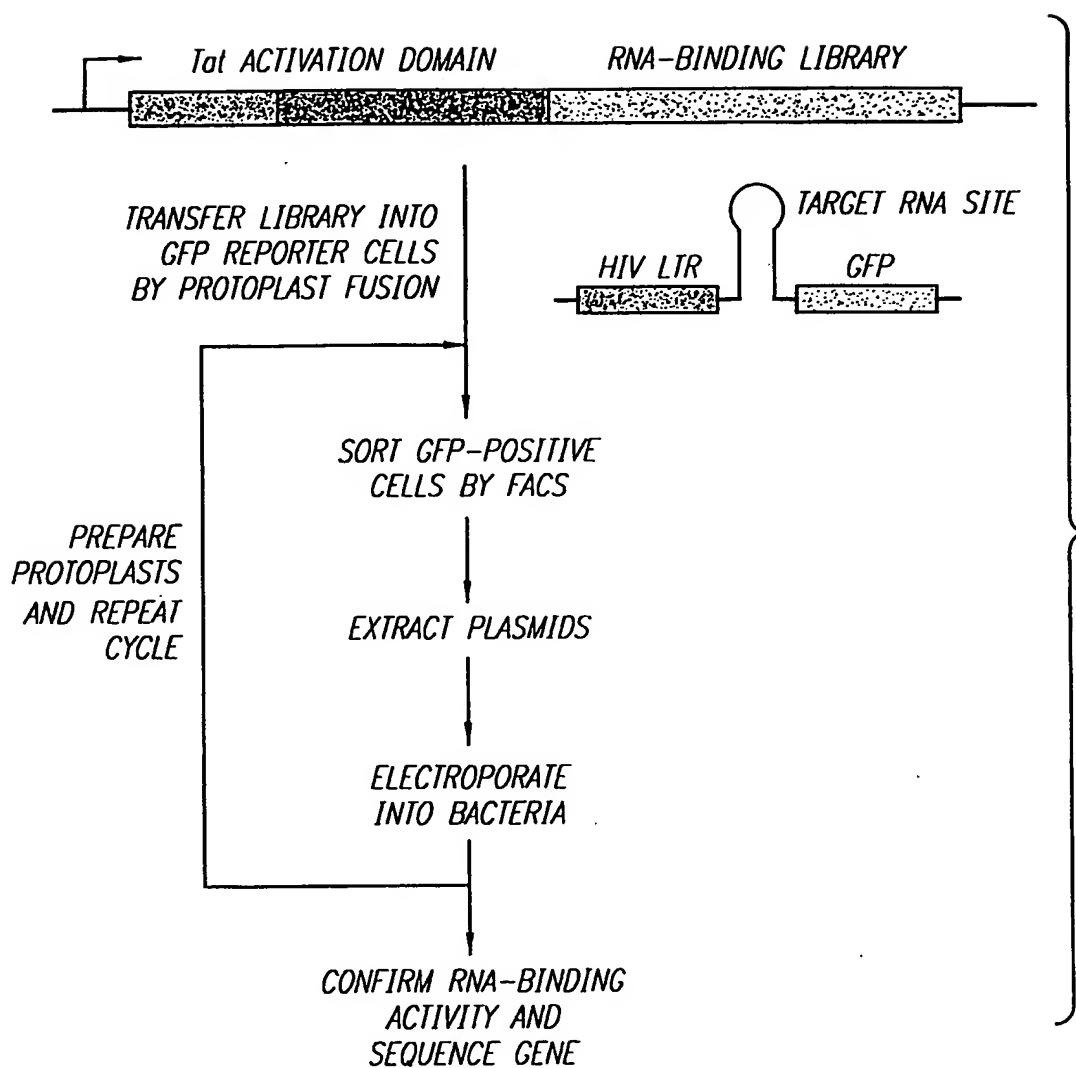 Tat ACTIVATION DOMAIN
RNA-BINDING LIBRARY
TRANSFER LIBRARY INTO
GFP REPORTER CELLS
BY PROTOPLAST FUSION
TARGET RNA SITE
HIV LTR
GFP
SORT GFP-POSITIVE
CELLS BY FACS
PREPARE
PROTOPLASTS
AND REPEAT
CYCLE
EXTRACT PLASMIDS
ELECTROPORATE
INTO BACTERIA
CONFIRM RNA-BINDING
ACTIVITY AND
SEQUENCE GENE